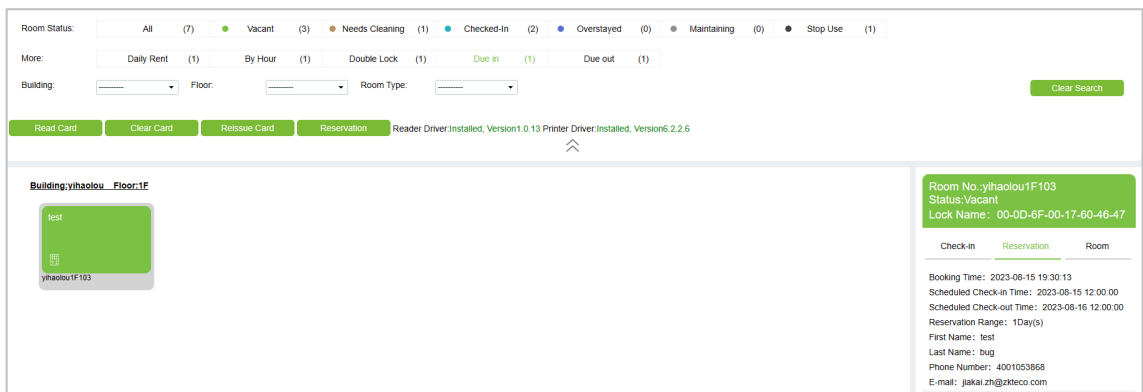 Room Status: All (7) Vacant (3) Needs Cleaning (1) Checked-In (2) Overstayed (0) Maintaining (0) Stop Use (1)
More: Daily Rent (1) By Hour (1) Double Lock (1) Due in (1) Due out (1)
Building: ---------- Floor: ---------- Room Type: ----------
Clear Search
Read Card Clear Card Reissue Card Reservation Reader Driver:Installed, Version1.0.13 Printer Driver:Installed, Version6.2.2.6
Building:yihaolou Floor:1F
test
yihaolou1F103
Room No.:yihaolou1F103
Status:Vacant
Lock Name: 00-0D-6F-00-17-60-46-47
Check-in Reservation Room
Booking Time: 2023-08-15 19:30:13
Scheduled Check-in Time: 2023-08-15 12:00:00
Scheduled Check-out Time: 2023-08-16 12:00:00
Reservation Range: 1Day(s)
First Name: test
Last Name: bug
Phone Number: 4001053868
E-mail: jiakai.zh@zkteco.com